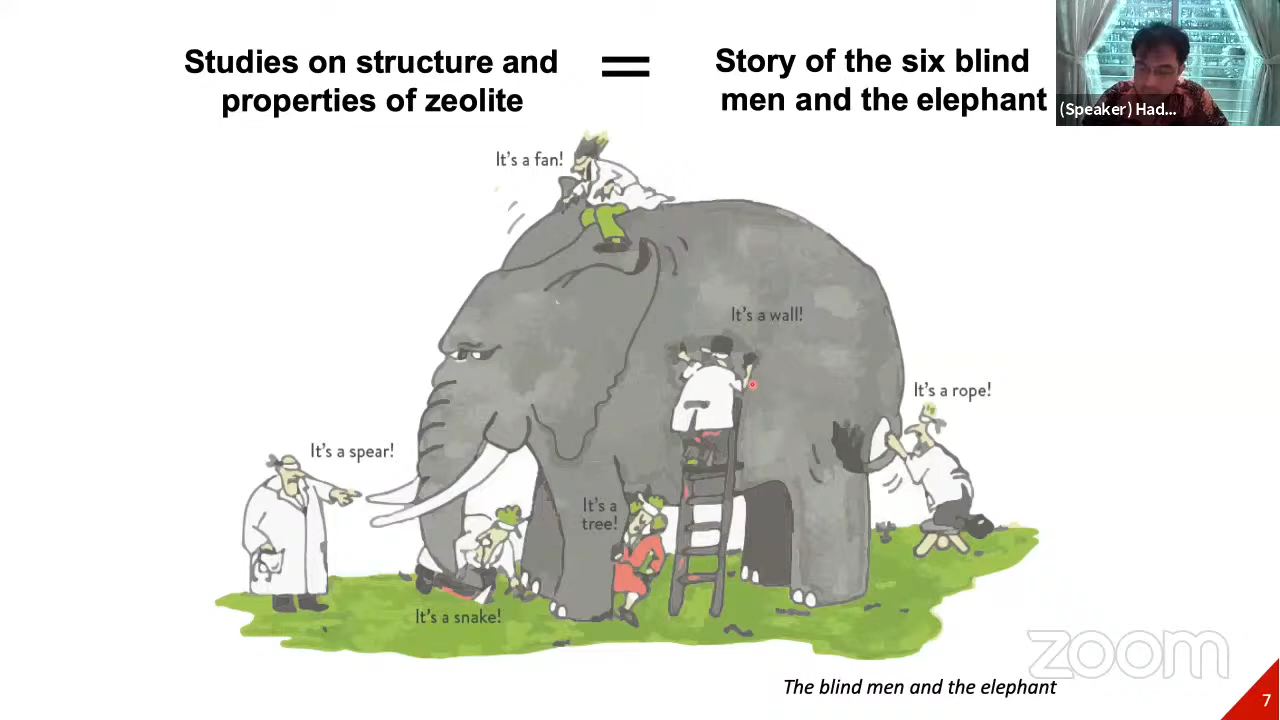 Studies on structure and
properties of zeolite
=
Story of the six blind
men and the elephant
(Speaker) Had...
It's a fan!
It's a wall!
It's a rope!
It's a spear!
It's a
tree!
It's a snake!
zoom
The blind men and the elephant
7